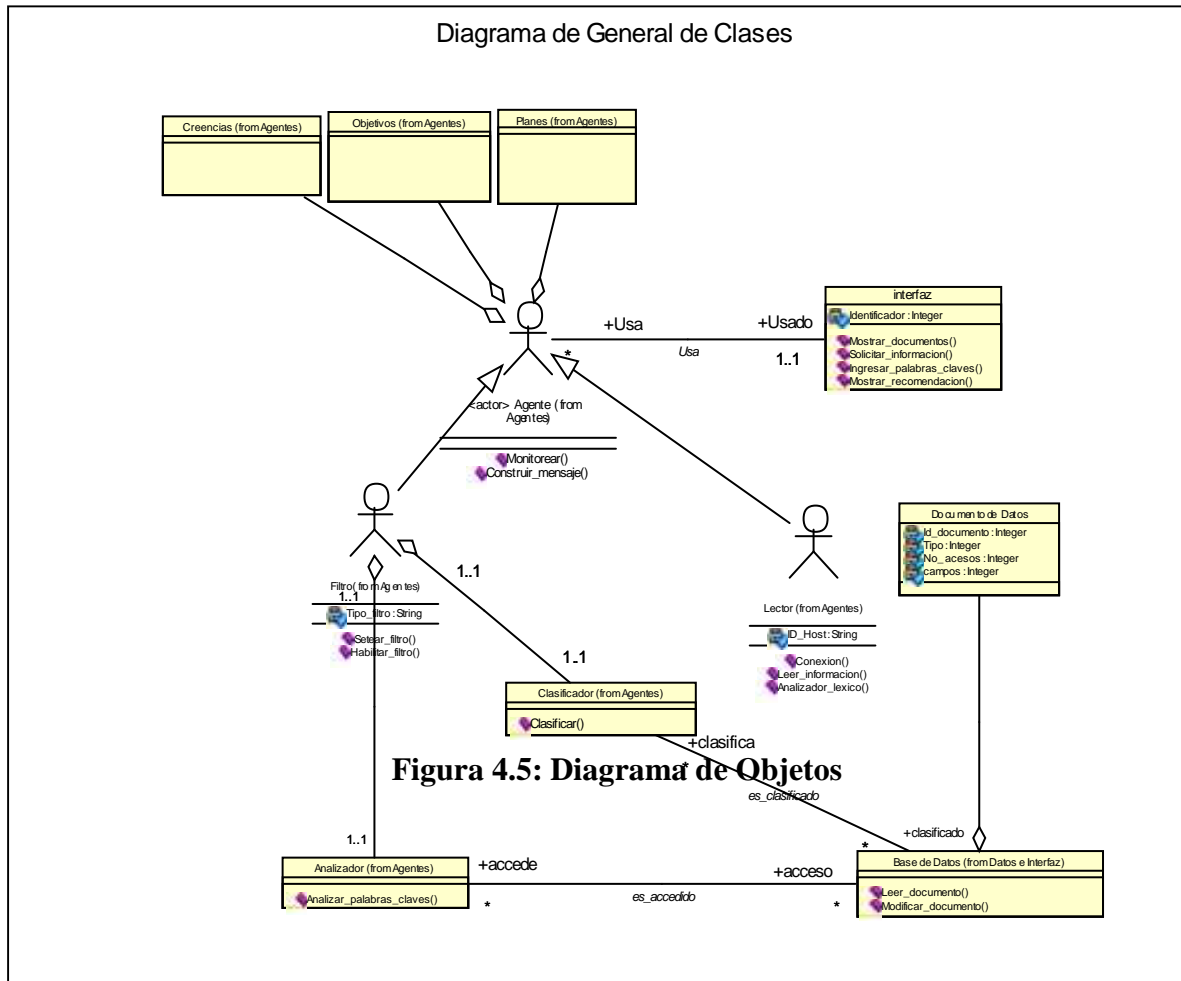 Diagrama de General de Clases
Creencias (from Agentes)
Objetivos (from Agentes)
Planes (from Agentes)
interfaz
Identificador : Integer
Mostrar_documentos()
Solicitar_informacion()
Ingresar_palabras_claves()
Mostrar_recomendacion()
+Usa
+Usado
Usa
*
1..1
<actor> Agente (from
Agentes)
Monitorear()
Construir_mensaje()
Documento de Datos
Id_documento : Integer
Tipo : Integer
No_acesos : Integer
campos : Integer
1..1
Filtro( from Agentes)
1..1
Tipo_filtro : String
Setear_filtro()
Habilitar_filtro()
Lector (from Agentes)
ID_Host : String
Conexion()
Leer_informacion()
Analizador_lexico()
1..1
Clasificador (from Agentes)
Clasificar()
+clasifica
*
Figura 4.5: Diagrama de Objetos
es_clasificado
+clasificado
*
1..1
Analizador (from Agentes)
Analizar_palabras_claves()
+accede
+acceso
es_accedido
*
*
Base de Datos (from Datos e Interfaz)
Leer_documento()
Modificar_documento()